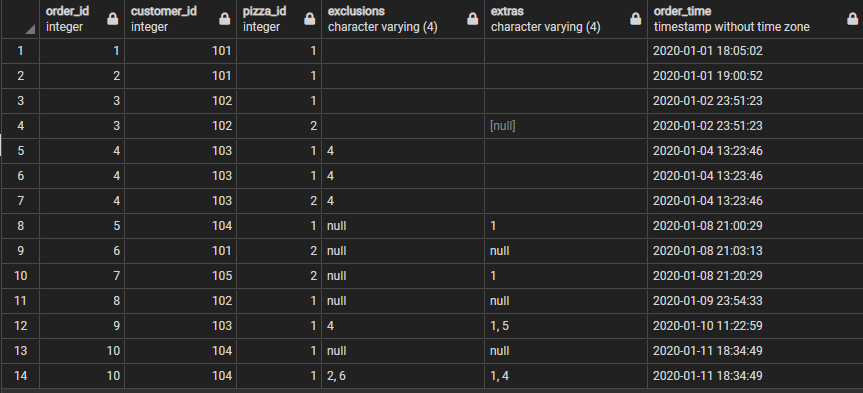 order_id customer_id pizza_id exclusions extras order_time
integer integer integer character varying (4) character varying (4) timestamp without time zone
1 1 101 1 2020-01-01 18:05:02
2 2 101 1 2020-01-01 19:00:52
3 3 102 1 2020-01-02 23:51:23
4 3 102 2 [null] 2020-01-02 23:51:23
5 4 103 1 4 2020-01-04 13:23:46
6 4 103 1 4 2020-01-04 13:23:46
7 4 103 2 4 2020-01-04 13:23:46
8 5 104 1 null 1 2020-01-08 21:00:29
9 6 101 2 null null 2020-01-08 21:03:13
10 7 105 2 null 1 2020-01-08 21:20:29
11 8 102 1 null null 2020-01-09 23:54:33
12 9 103 1 4 1, 5 2020-01-10 11:22:59
13 10 104 1 null null 2020-01-11 18:34:49
14 10 104 1 2, 6 1, 4 2020-01-11 18:34:49